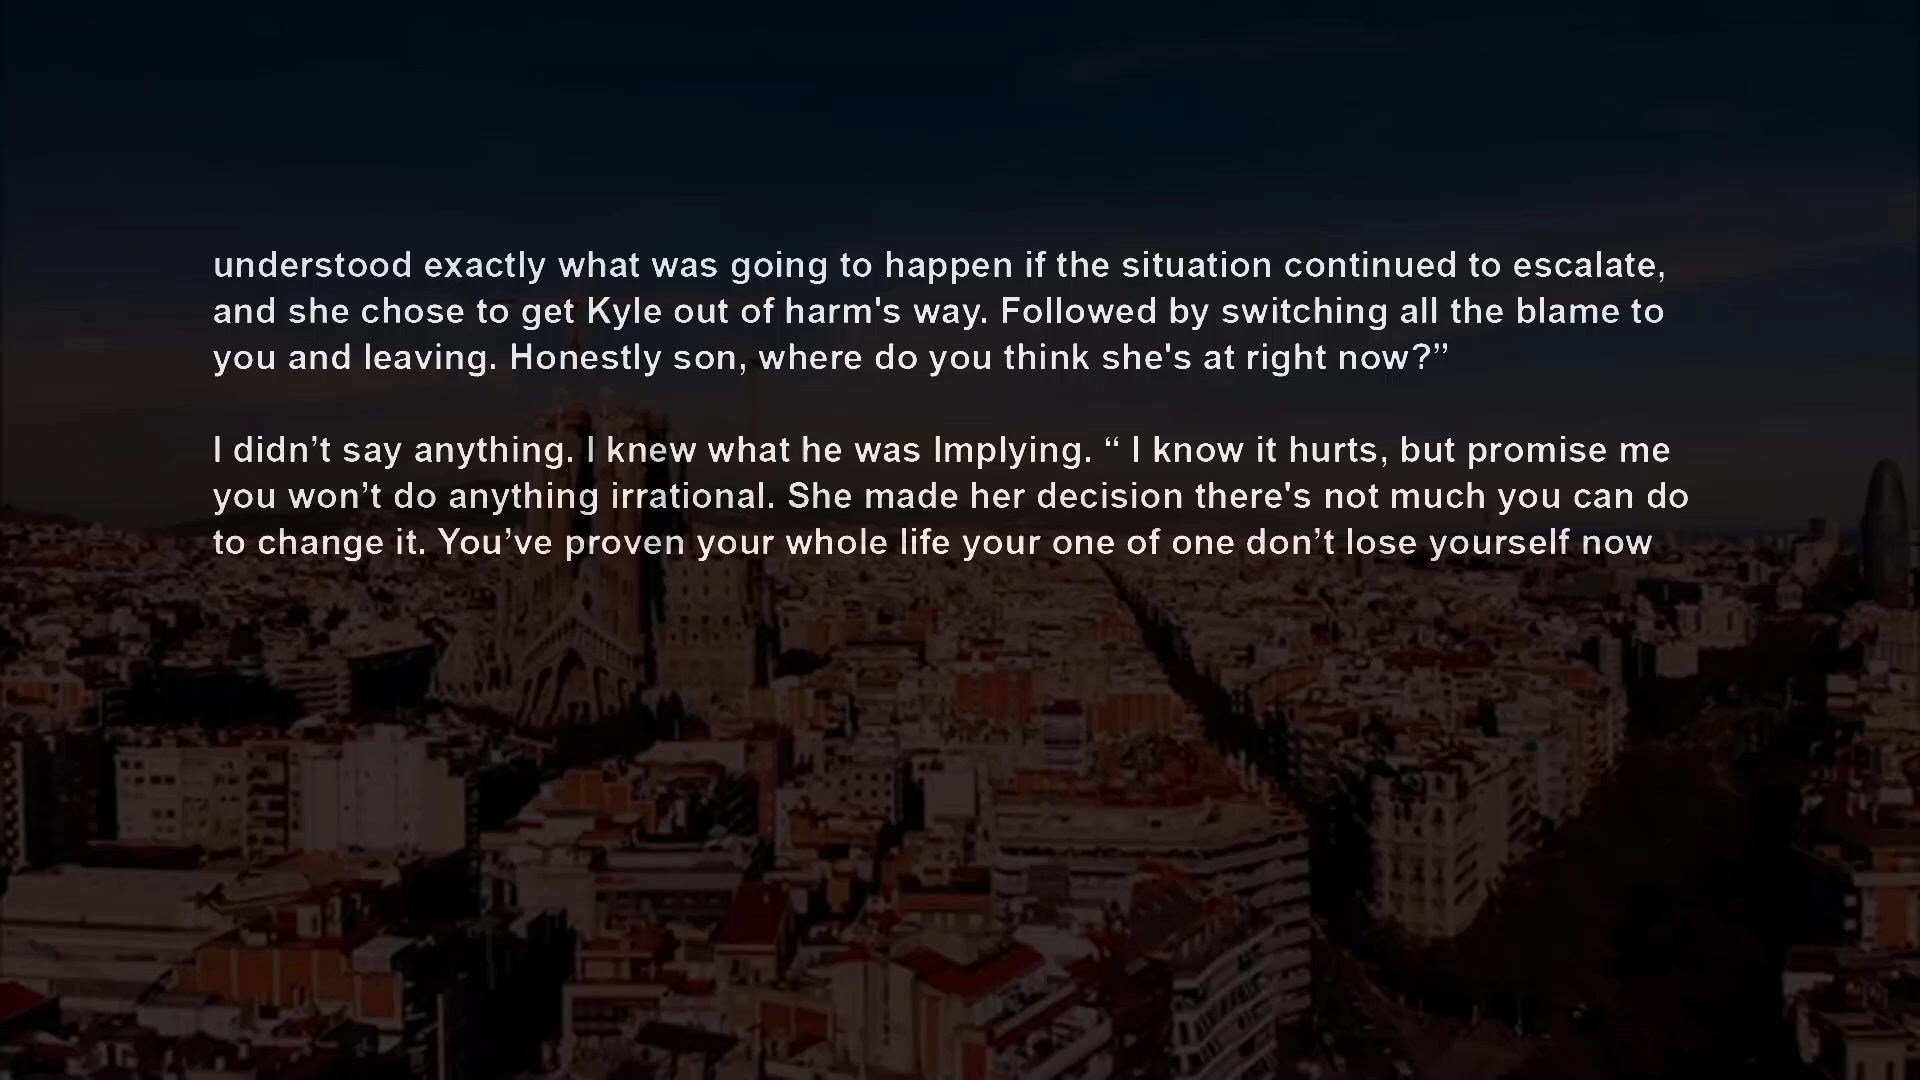 understood exactly what was going to happen if the situation continued to escalate,
and she chose to get Kyle out of harm's way. Followed by switching all the blame to
you and leaving. Honestly son, where do you think she's at right now?”
I didn’t say anything. I knew what he was Implying. “ I know it hurts, but promise me
you won’t do anything irrational. She made her decision there's not much you can do
to change it. You’ve proven your whole life your one of one don’t lose yourself now